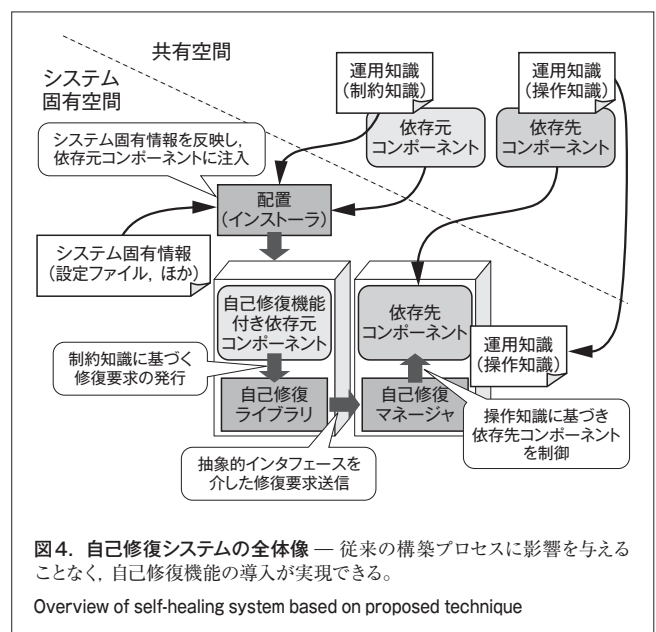 共有空間
システム
固有空間
運用知識
（制約知識）
運用知識
（操作知識）
依存元
コンポーネント
依存先
コンポーネント
システム固有情報を反映し，
依存元コンポーネントに注入
配置
（インストーラ）
システム固有情報
（設定ファイル，ほか）
自己修復機能
付き依存元
コンポーネント
依存先
コンポーネント
運用知識
（操作知識）
制約知識に基づく
修復要求の発行
自己修復
ライブラリ
自己修復
マネージャ
操作知識に基づき
依存先コンポーネント
を制御
抽象的インタフェースを
介した修復要求送信
図4．自己修復システムの全体像 ― 従来の構築プロセスに影響を与える
ことなく，自己修復機能の導入が実現できる。
Overview of self-healing system based on proposed technique